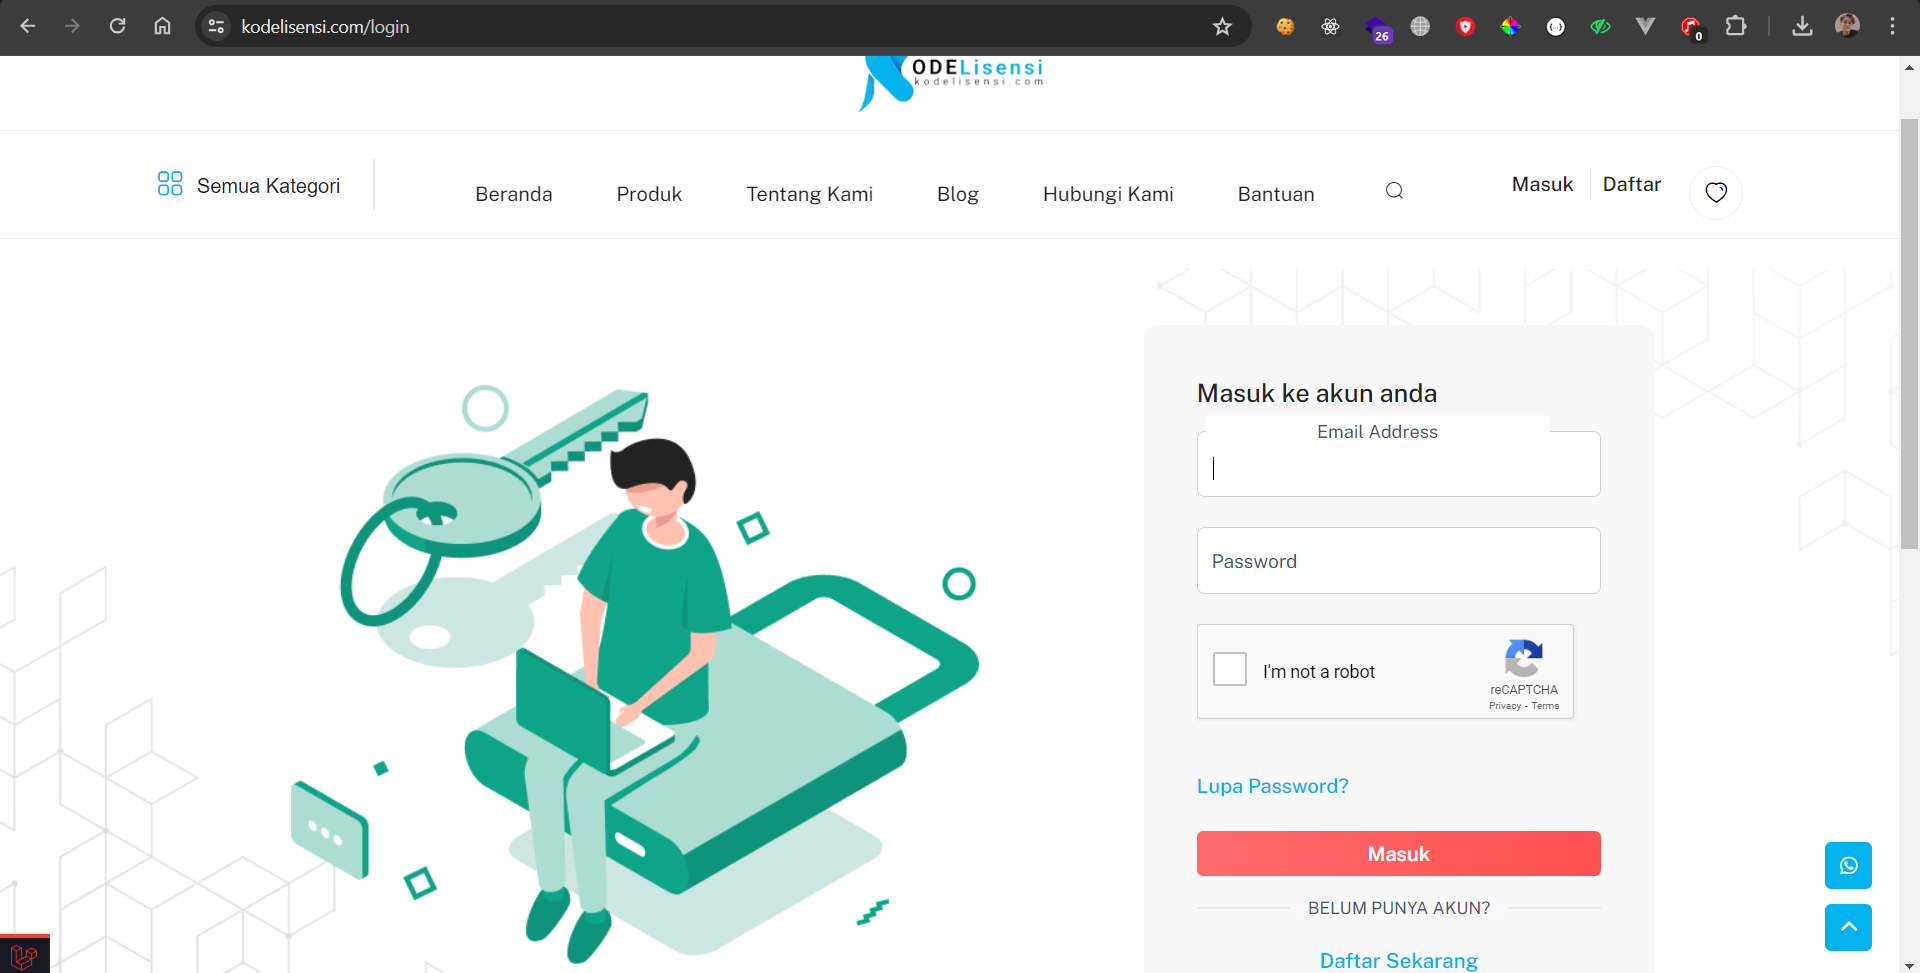 kodelisensi.com/login
26
0
ODELisensi
kodelisensi.com
Semua Kategori
Beranda
Produk
Tentang Kami
Blog
Hubungi Kami
Bantuan
Masuk
Daftar
Masuk ke akun anda
Email Address
Password
I'm not a robot
reCAPTCHA
Privacy - Terms
Lupa Password?
Masuk
BELUM PUNYA AKUN?
Daftar Sekarang